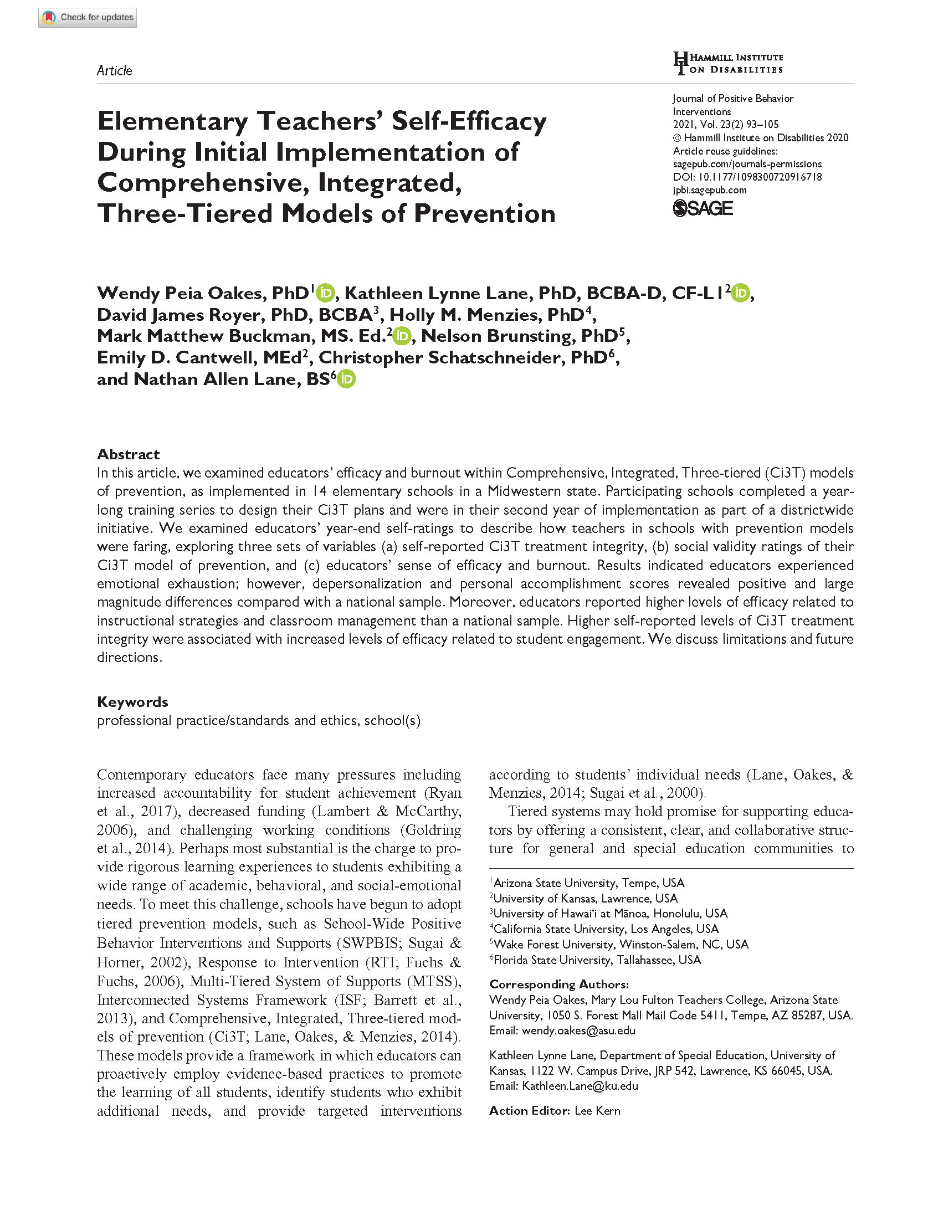 Check for updates
Article
HAMMILL INSTITUTE
ON DISABILITIES
Elementary Teachers’ Self-Efficacy
During Initial Implementation of
Comprehensive, Integrated,
Three-Tiered Models of Prevention
Journal of Positive Behavior
Interventions
2021, Vol. 23(2) 93–105
© Hammill Institute on Disabilities 2020
Article reuse guidelines:
sagepub.com/journals-permissions
DOI: 10.1177/1098300720916718
jpbi.sagepub.com
SAGE
Wendy Peia Oakes, PhD1 iD, Kathleen Lynne Lane, PhD, BCBA-D, CF-L12 iD,
David James Royer, PhD, BCBA3, Holly M. Menzies, PhD4,
Mark Matthew Buckman, MS. Ed.2 iD, Nelson Brunsting, PhD5,
Emily D. Cantwell, MEd2, Christopher Schatschneider, PhD6,
and Nathan Allen Lane, BS6 iD
Abstract
In this article, we examined educators’ efficacy and burnout within Comprehensive, Integrated, Three-tiered (Ci3T) models
of prevention, as implemented in 14 elementary schools in a Midwestern state. Participating schools completed a year-
long training series to design their Ci3T plans and were in their second year of implementation as part of a districtwide
initiative. We examined educators’ year-end self-ratings to describe how teachers in schools with prevention models
were faring, exploring three sets of variables (a) self-reported Ci3T treatment integrity, (b) social validity ratings of their
Ci3T model of prevention, and (c) educators’ sense of efficacy and burnout. Results indicated educators experienced
emotional exhaustion; however, depersonalization and personal accomplishment scores revealed positive and large
magnitude differences compared with a national sample. Moreover, educators reported higher levels of efficacy related to
instructional strategies and classroom management than a national sample. Higher self-reported levels of Ci3T treatment
integrity were associated with increased levels of efficacy related to student engagement. We discuss limitations and future
directions.
Keywords
professional practice/standards and ethics, school(s)
Contemporary educators face many pressures including
increased accountability for student achievement (Ryan
et al., 2017), decreased funding (Lambert & McCarthy,
2006), and challenging working conditions (Goldring
et al., 2014). Perhaps most substantial is the charge to pro-
vide rigorous learning experiences to students exhibiting a
wide range of academic, behavioral, and social-emotional
needs. To meet this challenge, schools have begun to adopt
tiered prevention models, such as School-Wide Positive
Behavior Interventions and Supports (SWPBIS; Sugai &
Horner, 2002), Response to Intervention (RTI; Fuchs &
Fuchs, 2006), Multi-Tiered System of Supports (MTSS),
Interconnected Systems Framework (ISF; Barrett et al.,
2013), and Comprehensive, Integrated, Three-tiered mod-
els of prevention (Ci3T; Lane, Oakes, & Menzies, 2014).
These models provide a framework in which educators can
proactively employ evidence-based practices to promote
the learning of all students, identify students who exhibit
additional needs, and provide targeted interventions
according to students’ individual needs (Lane, Oakes, &
Menzies, 2014; Sugai et al., 2000).
Tiered systems may hold promise for supporting educa-
tors by offering a consistent, clear, and collaborative struc-
ture for general and special education communities to
1Arizona State University, Tempe, USA
2University of Kansas, Lawrence, USA
3University of Hawai‘i at Mānoa, Honolulu, USA
4California State University, Los Angeles, USA
5Wake Forest University, Winston-Salem, NC, USA
6Florida State University, Tallahassee, USA
Corresponding Authors:
Wendy Peia Oakes, Mary Lou Fulton Teachers College, Arizona State
University, 1050 S. Forest Mall Mail Code 5411, Tempe, AZ 85287, USA.
Email: wendy.oakes@asu.edu
Kathleen Lynne Lane, Department of Special Education, University of
Kansas, 1122 W. Campus Drive, JRP 542, Lawrence, KS 66045, USA.
Email: Kathleen.Lane@ku.edu
Action Editor: Lee Kern